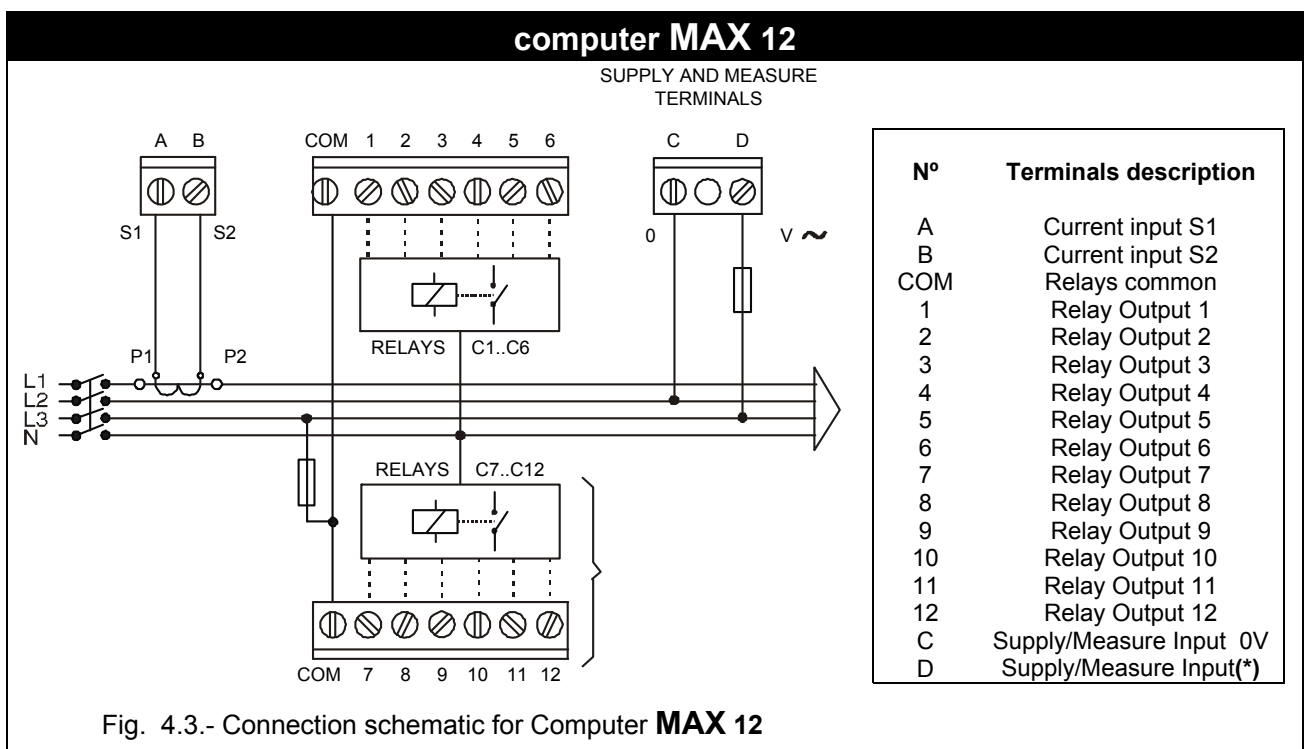 computer MAX 12
SUPPLY AND MEASURE
TERMINALS
A B
COM 1 2 3 4 5 6
C D
S1 S2
0 V ~
RELAYS C1..C6
P1 P2
L1
L2
L3
N
RELAYS C7..C12
COM 7 8 9 10 11 12
Nº Terminals description
A Current input S1
B Current input S2
COM Relays common
1 Relay Output 1
2 Relay Output 2
3 Relay Output 3
4 Relay Output 4
5 Relay Output 5
6 Relay Output 6
7 Relay Output 7
8 Relay Output 8
9 Relay Output 9
10 Relay Output 10
11 Relay Output 11
12 Relay Output 12
C Supply/Measure Input 0V
D Supply/Measure Input(*)
Fig. 4.3.- Connection schematic for Computer MAX 12